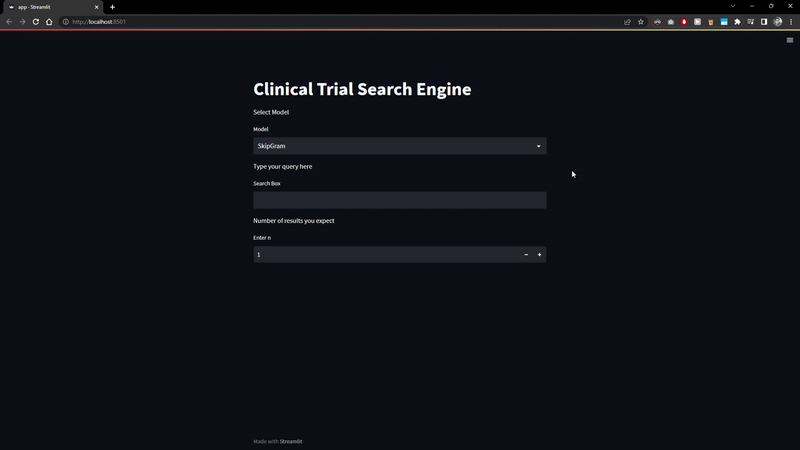 app · Streamlit
http://localhost:8501
Clinical Trial Search Engine
Select Model
Model
SkipGram
Type your query here
Search Box
Number of results you expect
Enter n
1
Made with Streamlit